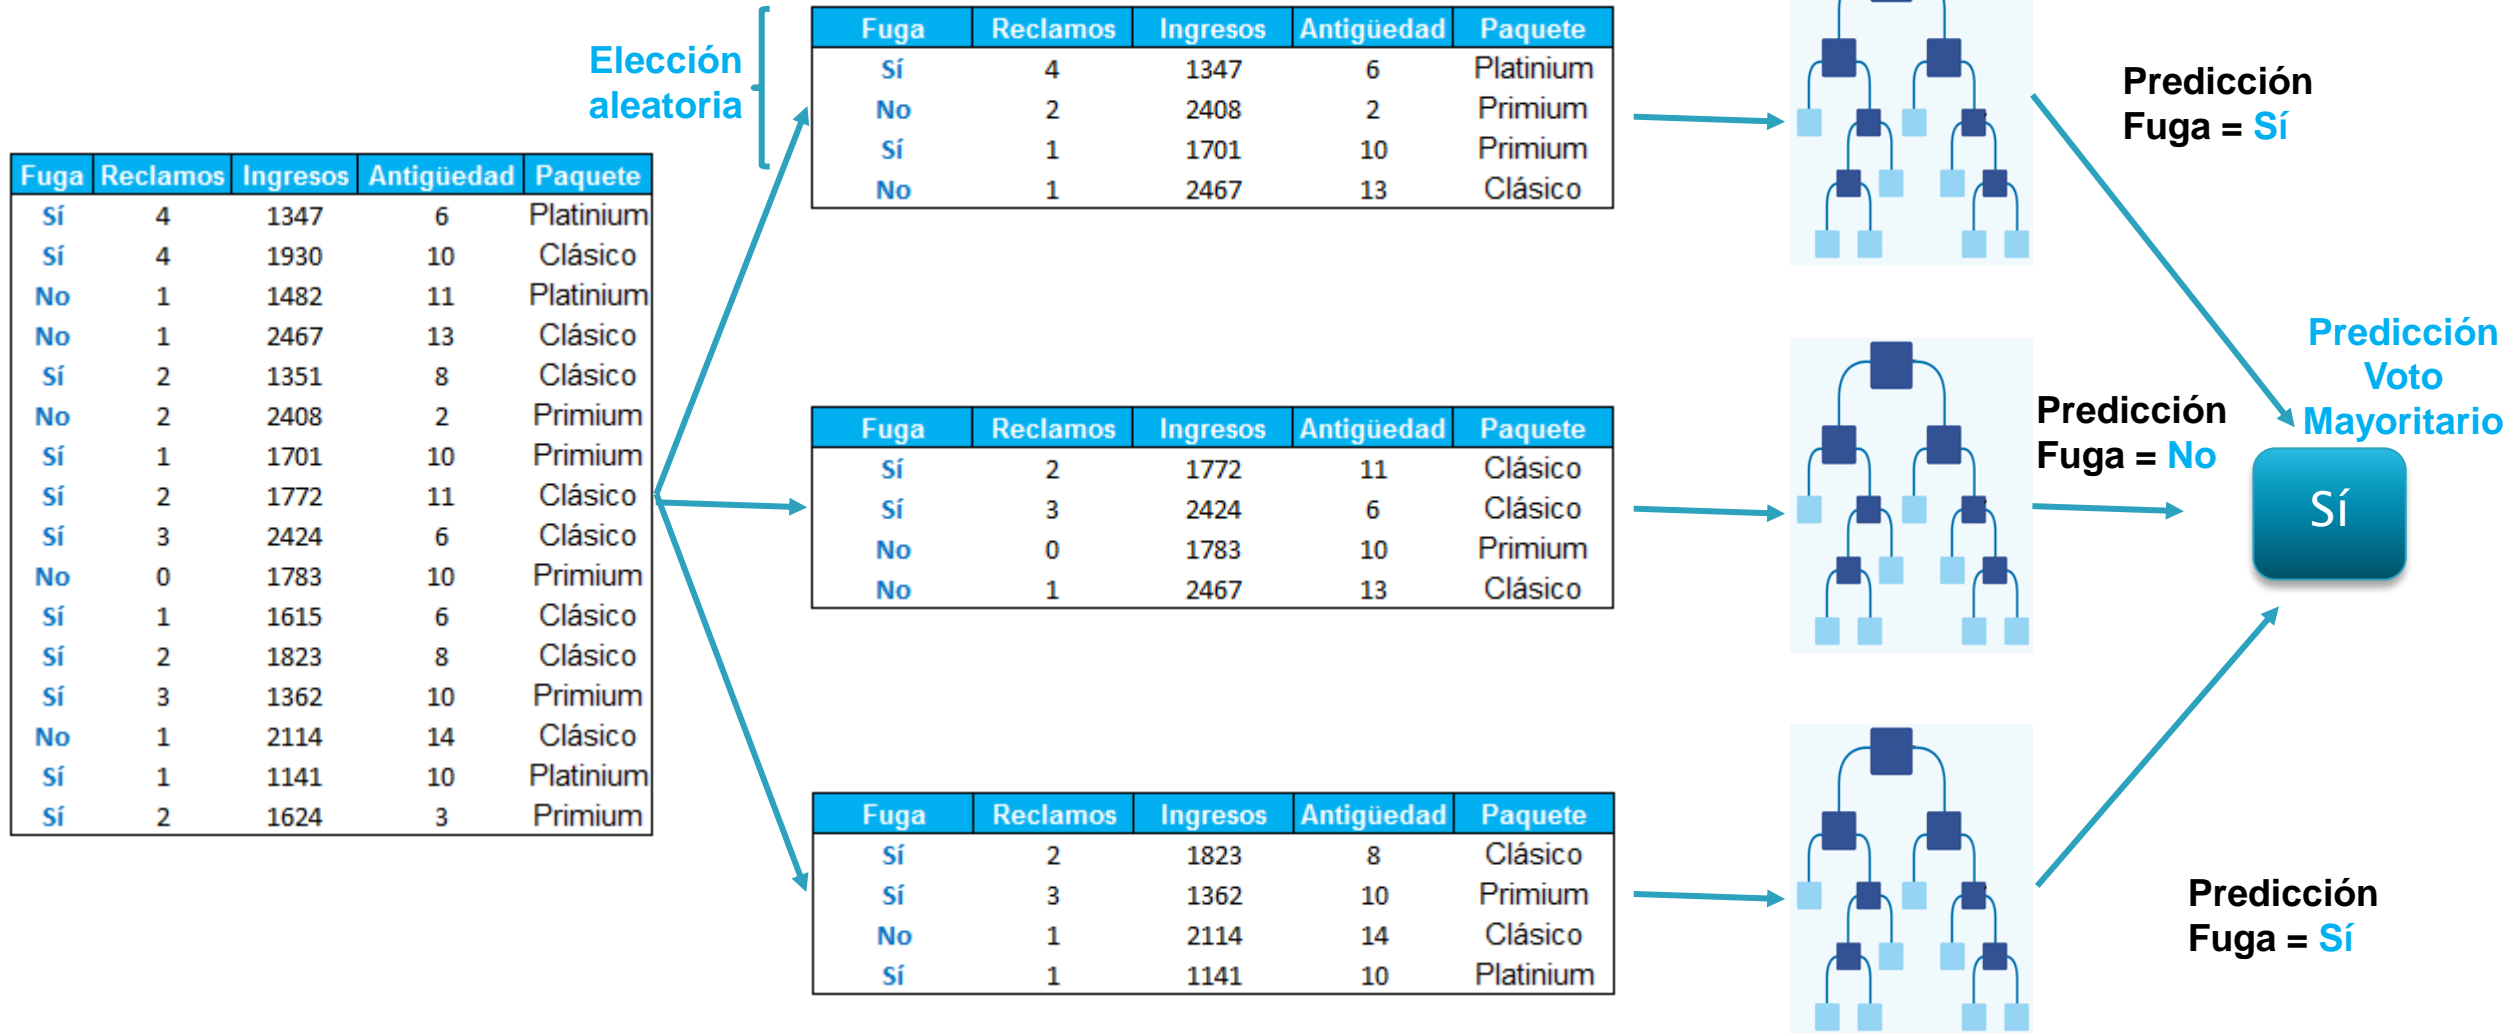 Elección
aleatoria
Fuga Reclamos Ingresos Antigüedad Paquete
Sí 4 1347 6 Platinium
Sí 4 1930 10 Clásico
No 1 1482 11 Platinium
No 1 2467 13 Clásico
Sí 2 1351 8 Clásico
No 2 2408 2 Primium
Sí 1 1701 10 Primium
Sí 2 1772 11 Clásico
Sí 3 2424 6 Clásico
No 0 1783 10 Primium
Sí 1 1615 6 Clásico
Sí 2 1823 8 Clásico
Sí 3 1362 10 Primium
No 1 2114 14 Clásico
Sí 1 1141 10 Platinium
Sí 2 1624 3 Primium
Fuga Reclamos Ingresos Antigüedad Paquete
Sí 4 1347 6 Platinium
No 2 2408 2 Primium
Sí 1 1701 10 Primium
No 1 2467 13 Clásico
Fuga Reclamos Ingresos Antigüedad Paquete
Sí 2 1772 11 Clásico
Sí 3 2424 6 Clásico
No 0 1783 10 Primium
No 1 2467 13 Clásico
Fuga Reclamos Ingresos Antigüedad Paquete
Sí 2 1823 8 Clásico
Sí 3 1362 10 Primium
No 1 2114 14 Clásico
Sí 1 1141 10 Platinium
Predicción
Fuga = Sí
Predicción
Fuga = No
Predicción
Fuga = Sí
Predicción
Voto
Mayoritario
Sí